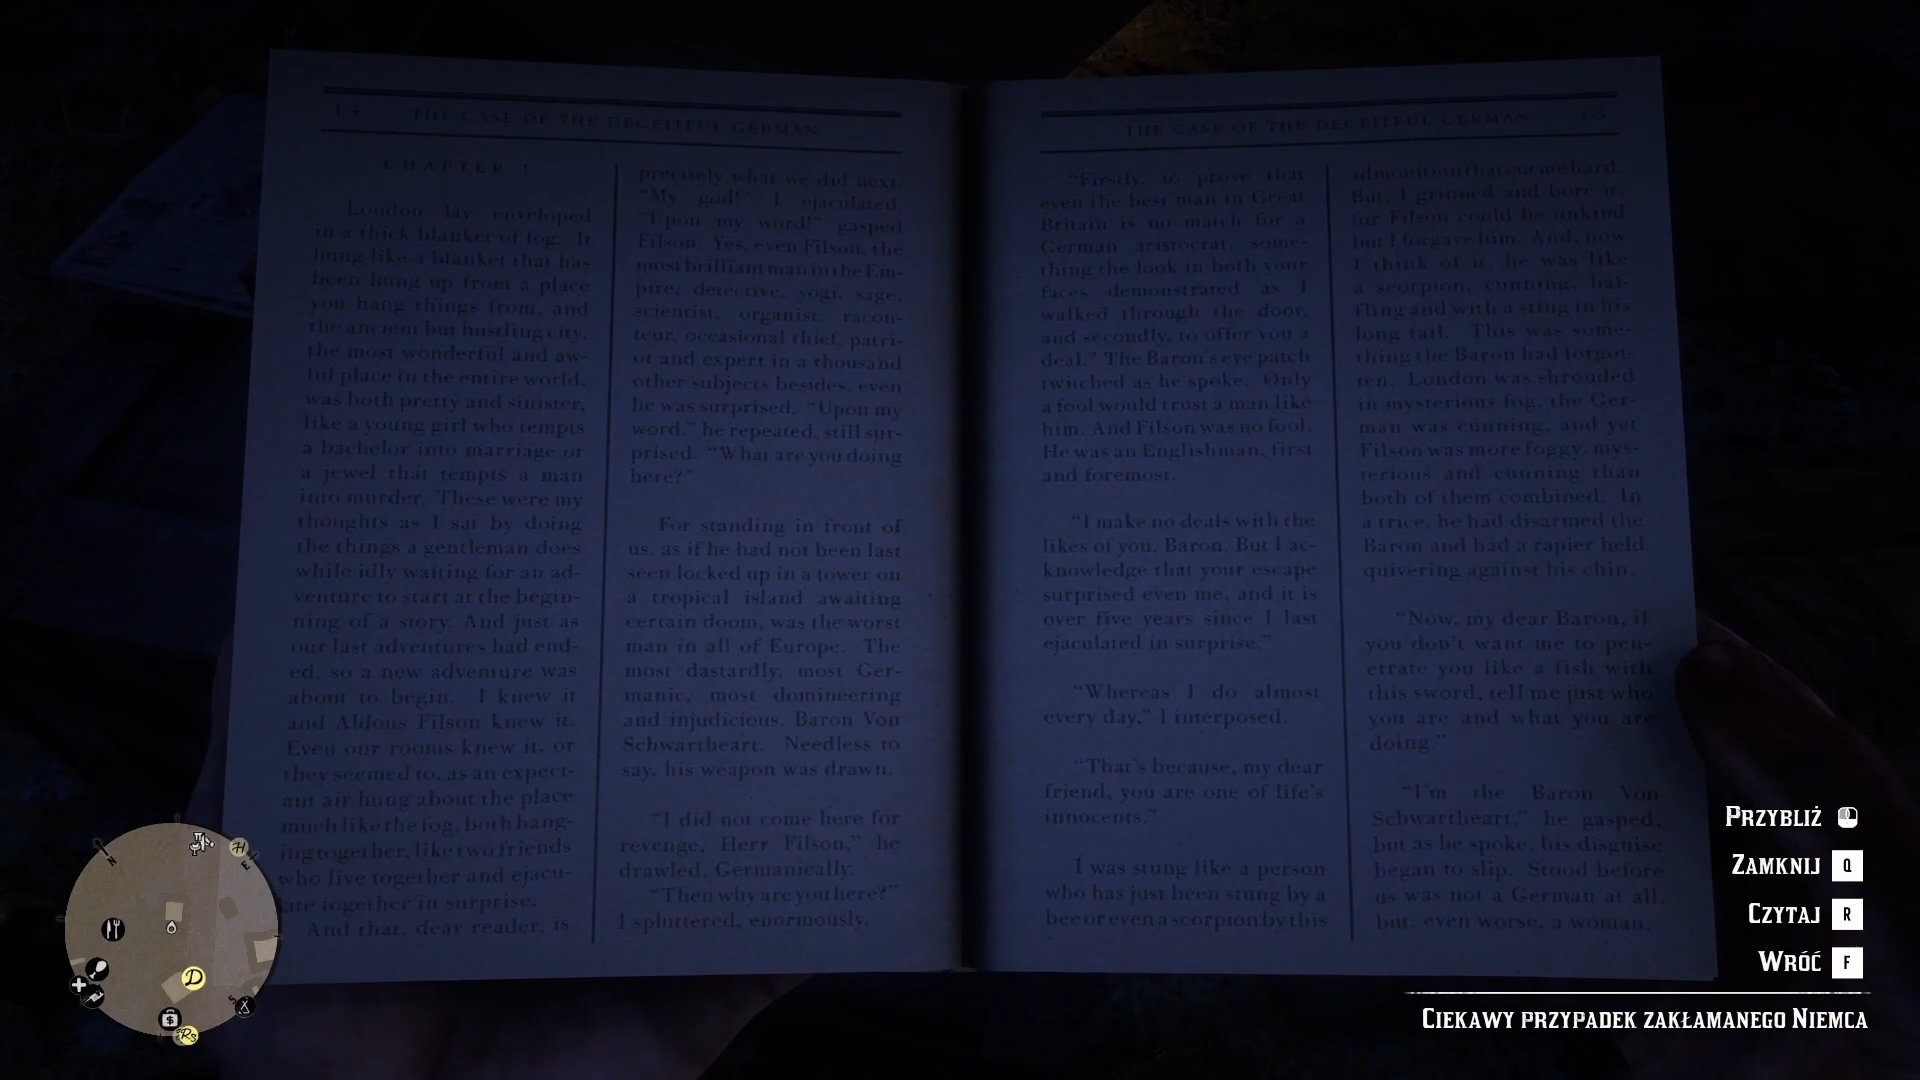 104
THE CASE OF THE DECEITFUL GERMAN
CHAPTER 1
London lay enveloped
in a thick blanket of fog. It
hung like a blanket that has
been hung up from a place
you hang things from, and
the ancient but bustling city,
the most wonderful and aw-
ful place in the entire world,
was both pretty and sinister,
like a young girl who tempts
a bachelor into marriage or
a jewel that tempts a man
into murder. These were my
thoughts as I sat by doing
the things a gentleman does
while idly waiting for an ad-
venture to start at the begin-
ning of a story. And just as
our last adventures had end-
ed, so a new adventure was
about to begin. I knew it
and Aldous Filson knew it.
Even our rooms knew it, or
they seemed to, as an expect-
ant air hung about the place
much like the fog, both hang-
ing together, like two friends
who live together and ejacu-
late together in surprise.
And that, dear reader, is
precisely what we did next.
"My god!" I ejaculated.
"Upon my word!" gasped
Filson. Yes, even Filson, the
most brilliant man in the Em-
pire, detective, yogi, sage,
scientist, organist, racon-
teur, occasional thief, patri-
ot and expert in a thousand
other subjects besides, even
he was surprised. "Upon my
word," he repeated, still sur-
prised. "What are you doing
here?"
For standing in front of
us, as if he had not been last
seen locked up in a tower on
a tropical island awaiting
certain doom, was the worst
man in all of Europe. The
most dastardly, most Ger-
manic, most domineering
and injudicious. Baron Von
Schwartheart. Needless to
say, his weapon was drawn.
"I did not come here for
revenge, Herr Filson," he
drawled, Germanically.
"Then why are you here?"
I spluttered, enormously.
THE CASE OF THE DECEITFUL GERMAN
105
"Firstly, to prove that
even the best man in Great
Britain is no match for a
German aristocrat, some-
thing the look in both your
faces demonstrated as I
walked through the door,
and secondly, to offer you a
deal." The Baron's eye patch
twitched as he spoke. Only
a fool would trust a man like
him. And Filson was no fool.
He was an Englishman, first
and foremost.
"I make no deals with the
likes of you, Baron. But I ac-
knowledge that your escape
surprised even me, and it is
over five years since I last
ejaculated in surprise."
"Whereas I do almost
every day," I interposed.
"That's because, my dear
friend, you are one of life's
innocents."
I was stung like a person
who has just been stung by a
bee or even a scorpion by this
admonition that cut me hard.
But, I grinned and bore it,
for Filson could be unkind
but I forgave him. And, now
I think of it, he was like
a scorpion, cunning, baf-
fling and with a sting in his
long tail. This was some-
thing the Baron had forgot-
ten. London was shrouded
in mysterious fog, the Ger-
man was cunning, and yet
Filson was more foggy, mys-
terious and cunning than
both of them combined. In
a trice, he had disarmed the
Baron and had a rapier held
quivering against his chin.
"Now, my dear Baron, if
you don't want me to pen-
etrate you like a fish with
this sword, tell me just who
you are and what you are
doing."
"I'm the Baron Von
Schwartheart," he gasped,
but as he spoke, his disguise
began to slip. Stood before
us was not a German at all,
but, even worse, a woman.
PRZYBLIŻ
ZAMKNIJ Q
CZYTAJ R
WRÓĆ F
CIEKAWY PRZYPADEK ZAKŁAMANEGO NIEMCA
N
E
S
H
D
RS
$